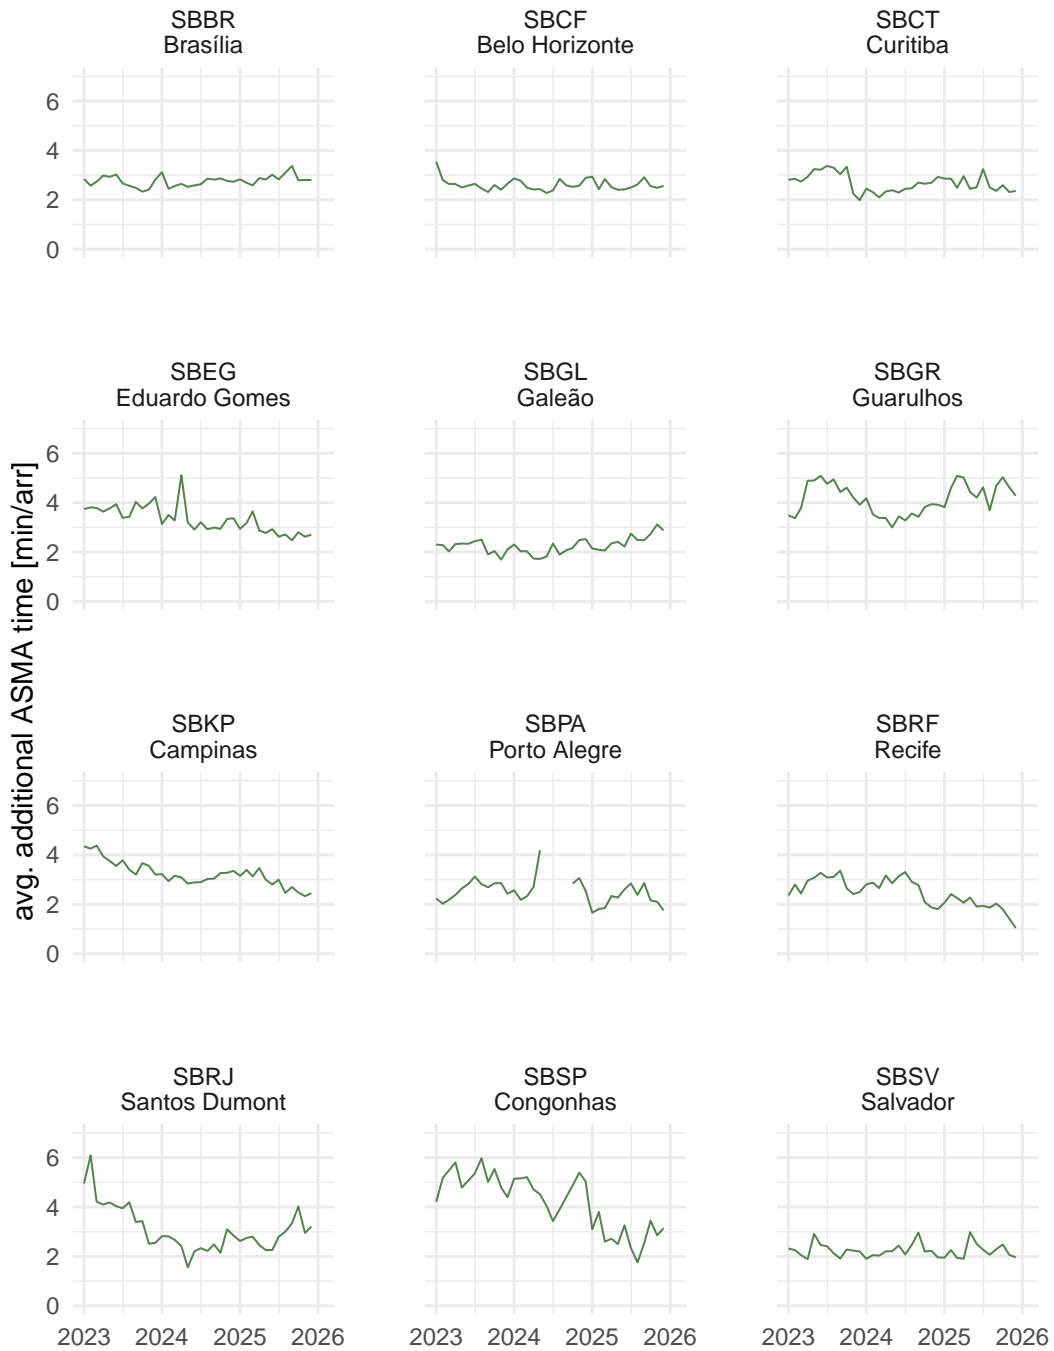 SBBR
Brasília
SBCF
Belo Horizonte
SBCT
Curitiba
6
4
2
0
SBEG
Eduardo Gomes
SBGL
Galeão
SBGR
Guarulhos
6
4
2
0
avg. additional ASMA time [min/arr]
SBKP
Campinas
SBPA
Porto Alegre
SBRF
Recife
6
4
2
0
SBRJ
Santos Dumont
SBSP
Congonhas
SBSV
Salvador
6
4
2
0
2023 2024 2025 2026
2023 2024 2025 2026
2023 2024 2025 2026